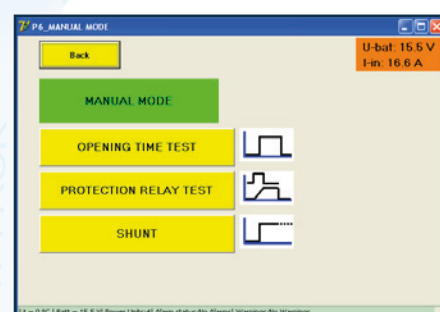 P6_MANUAL MODE
Back
U-bat: 15.5 V
I-in: 16.6 A
MANUAL MODE
OPENING TIME TEST
PROTECTION RELAY TEST
SHUNT